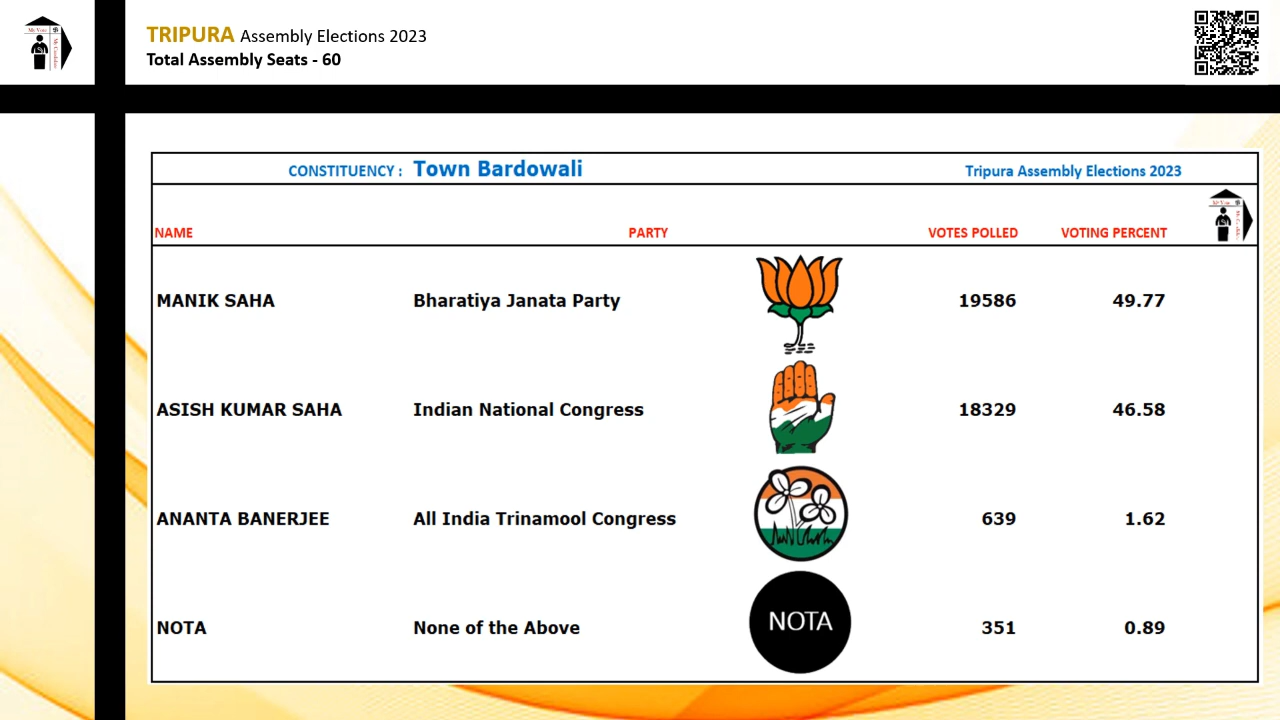 TRIPURA Assembly Elections 2023
Total Assembly Seats - 60
CONSTITUENCY : Town Bardowali Tripura Assembly Elections 2023
NAME PARTY VOTES POLLED VOTING PERCENT
MANIK SAHA Bharatiya Janata Party 19586 49.77
ASISH KUMAR SAHA Indian National Congress 18329 46.58
ANANTA BANERJEE All India Trinamool Congress 639 1.62
NOTA None of the Above NOTA 351 0.89